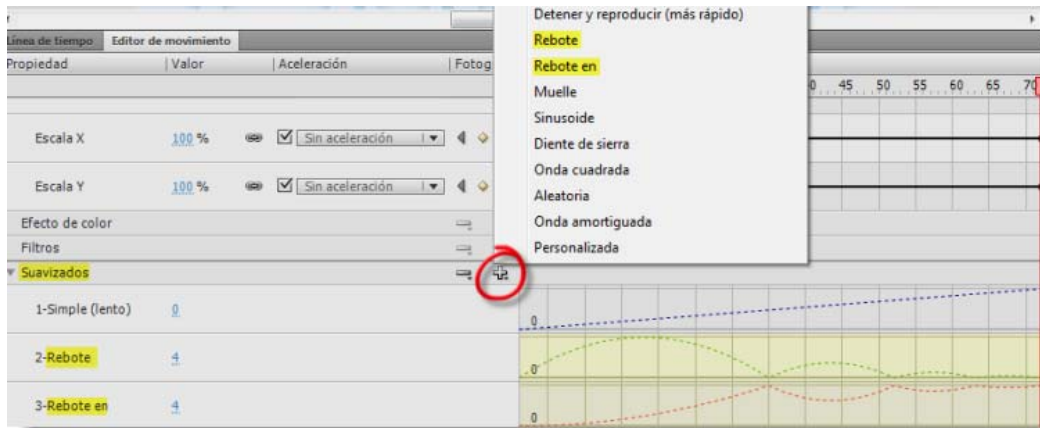 Detener y reproducir (más rápido)
Línea de tiempo Editor de movimiento
Rebote
Propiedad Valor Aceleración Fotog
Rebote en
45 50 55 60 65 70
Muelle
Sinusoide
Escala X 100 % Sin aceleración
Diente de sierra
Onda cuadrada
Escala Y 100 % Sin aceleración
Aleatoria
Efecto de color
Onda amortiguada
Filtros
Personalizada
Suavizados
1-Simple (lento) 0
0
2-Rebote 4
0
3-Rebote en 4
0